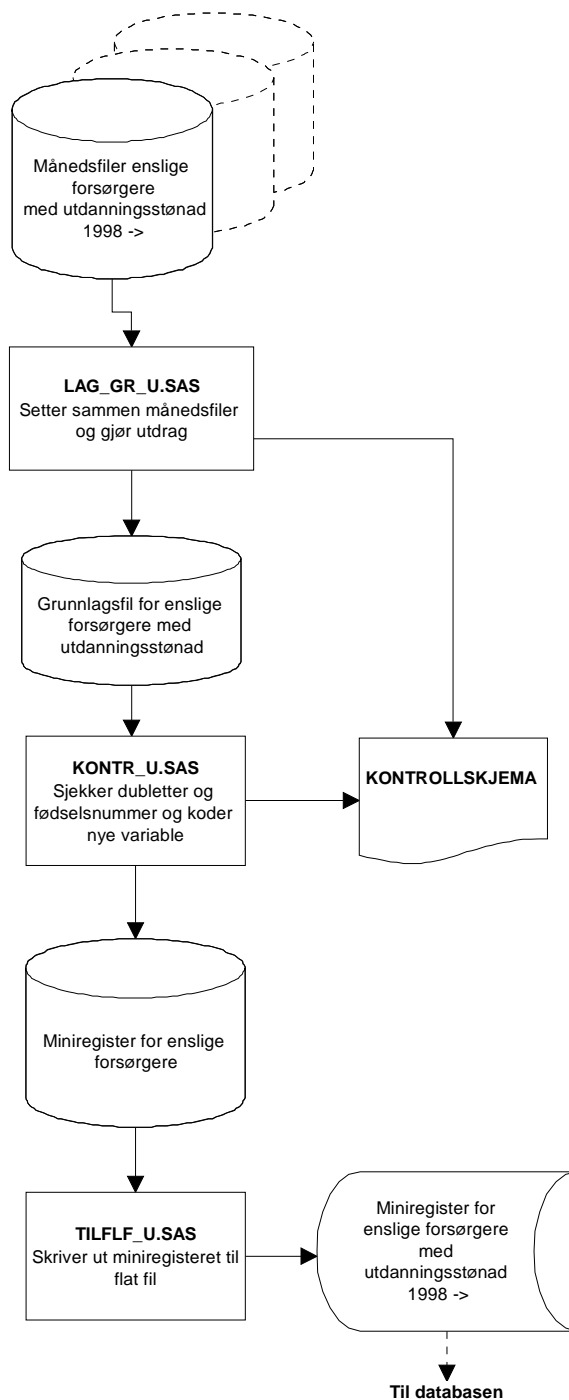 Månedsfiler enslige
forsørgere
med utdanningsstønad
1998 ->
LAG_GR_U.SAS
Setter sammen månedsfiler
og gjør utdrag
Grunnlagsfil for enslige
forsørgere med
utdanningsstønad
KONTR_U.SAS
Sjekker dubletter og
fødselsnummer og koder
nye variable
KONTROLLSKJEMA
Miniregister for enslige
forsørgere
TILFLF_U.SAS
Skriver ut miniregisteret til
flat fil
Miniregister for
enslige forsørgere
med
utdanningsstønad
1998 ->
Til databasen